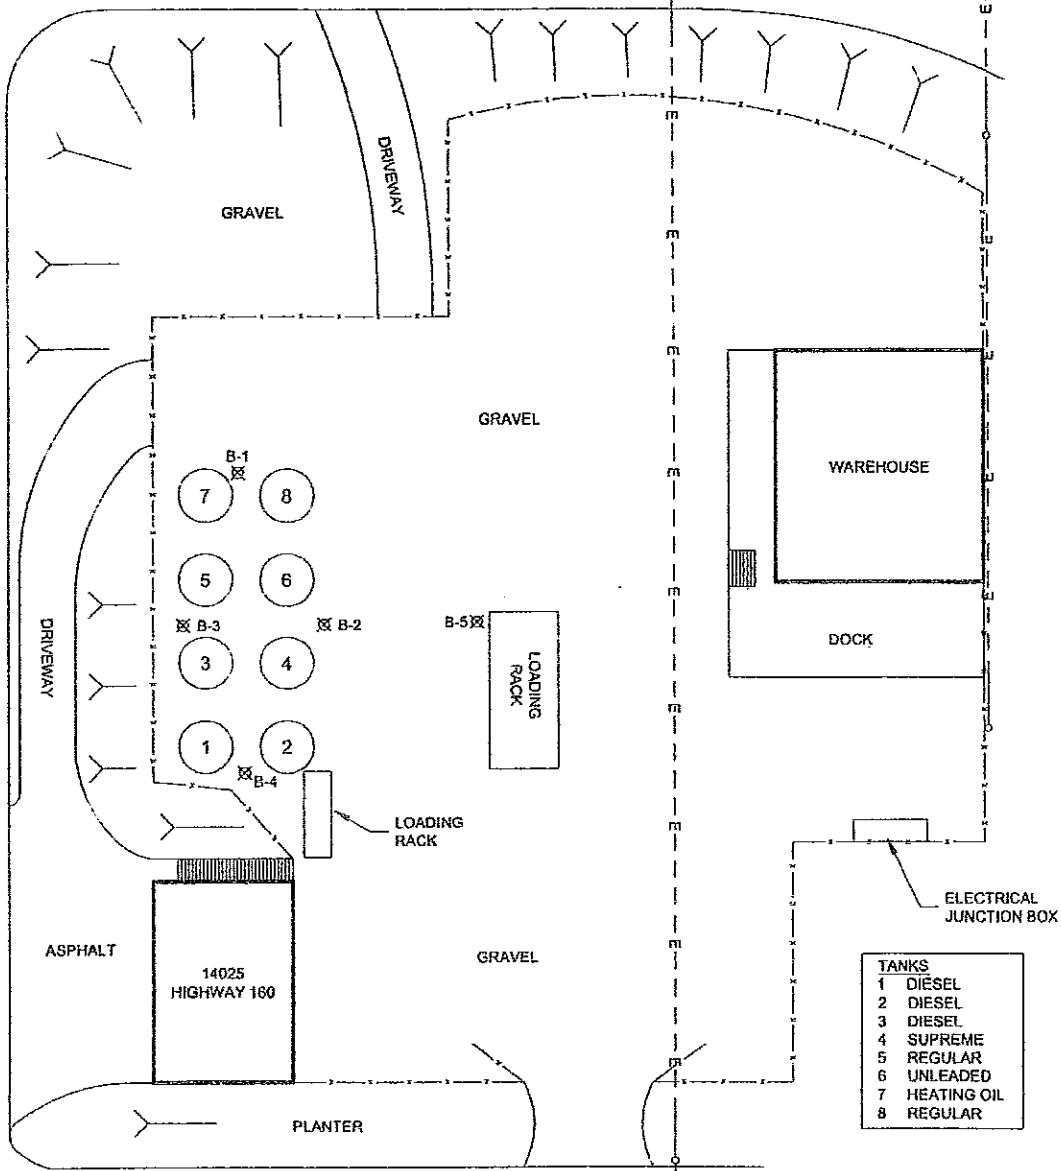 DRIVEWAY
GRAVEL
GRAVEL
WAREHOUSE
B-1
7
8
5
6
B-3
B-2
B-5
DRIVEWAY
3
4
LOADING
RACK
DOCK
1
2
B-4
LOADING
RACK
ELECTRICAL
JUNCTION BOX
ASPHALT
14025
HIGHWAY 160
GRAVEL
TANKS
1 DIESEL
2 DIESEL
3 DIESEL
4 SUPREME
5 REGULAR
6 UNLEADED
7 HEATING OIL
8 REGULAR
PLANTER
E
E
E
E
E
E
E
E
E
E
E
E
E